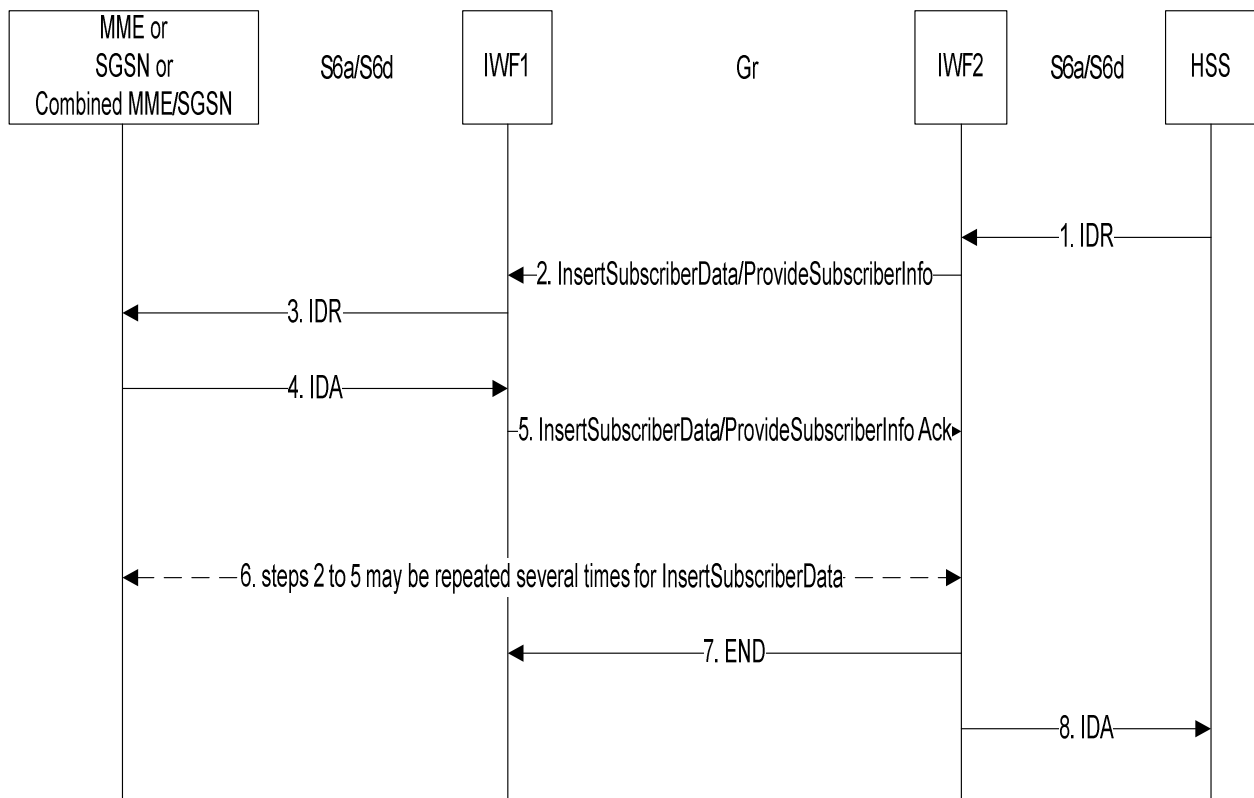 MME or
SGSN or
Combined MME/SGSN
S6a/S6d
IWF1
Gr
IWF2
S6a/S6d
HSS
1. IDR
2. InsertSubscriberData/ProvideSubscriberInfo
3. IDR
4. IDA
5. InsertSubscriberData/ProvideSubscriberInfo Ack
6. steps 2 to 5 may be repeated several times for InsertSubscriberData
7. END
8. IDA